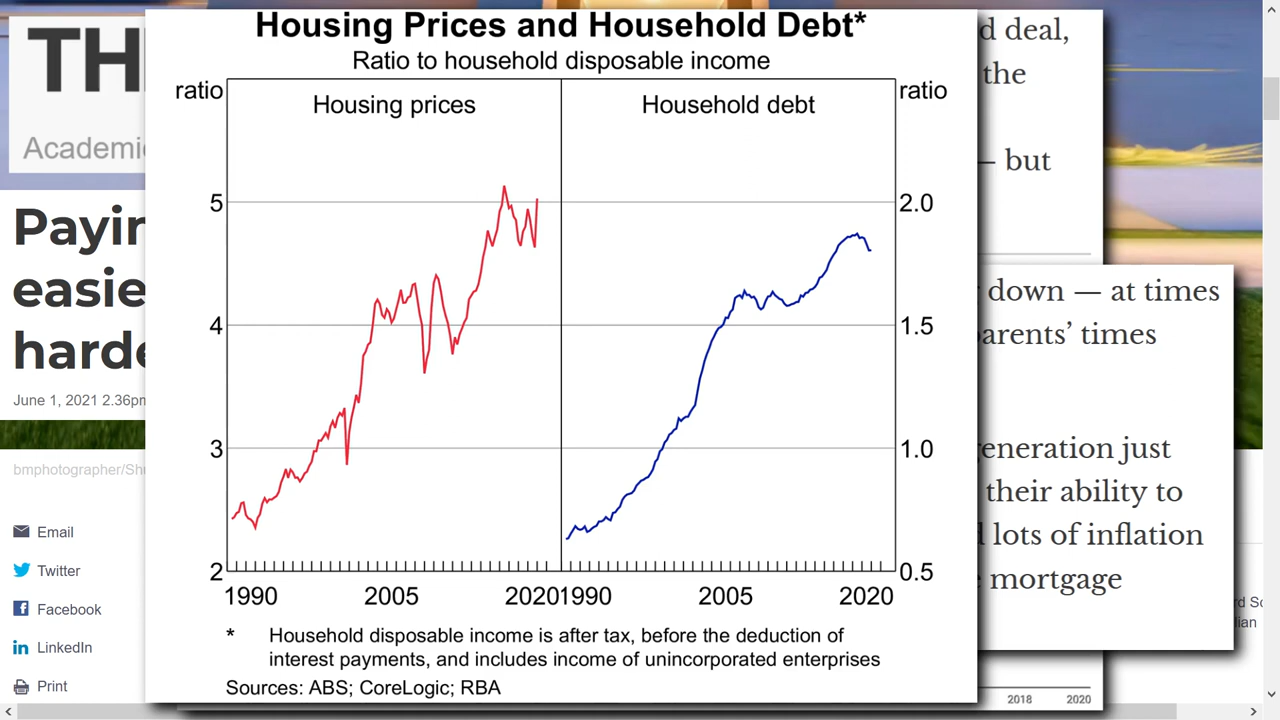 Housing Prices and Household Debt*
Ratio to household disposable income
ratio
ratio
Housing prices
Household debt
5
4
3
2
2.0
1.5
1.0
0.5
1990
2005
2020
1990
2005
2020
* Household disposable income is after tax, before the deduction of
interest payments, and includes income of unincorporated enterprises
Sources: ABS; CoreLogic; RBA
TH
Academi
Payin
easie
harde
June 1, 2021 2.36pm
bmphotographer/Shu
Email
Twitter
Facebook
LinkedIn
Print
d deal,
the
— but
down — at times
parents’ times
generation just
their ability to
lots of inflation
mortgage
2018
2020